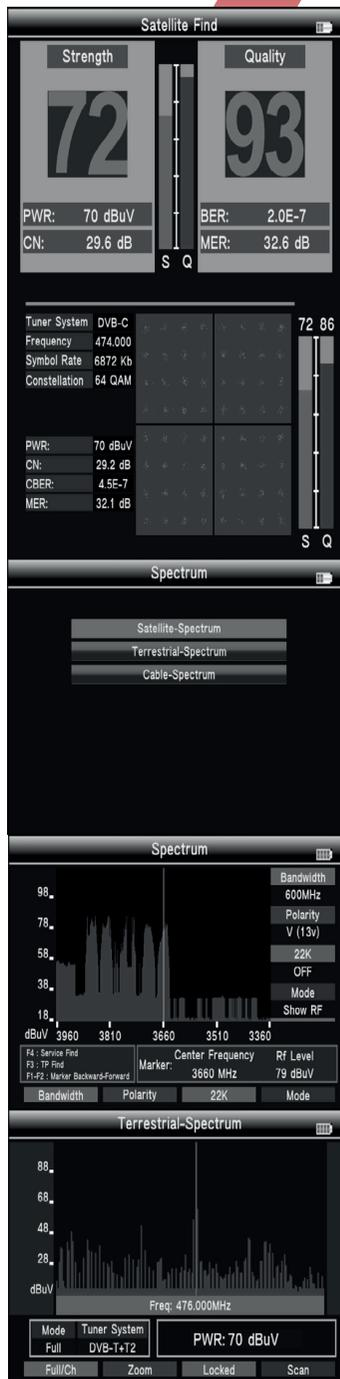 Satellite Find
Strength
Quality
72
93
PWR: 70 dBuV
BER: 2.0E-7
CN: 29.6 dB
MER: 32.6 dB
S Q
Tuner System DVB-C
72 86
Frequency 474.000
Symbol Rate 6872 Kb
Constellation 64 QAM
PWR: 70 dBuV
CN: 29.2 dB
CBER: 4.5E-7
MER: 32.1 dB
S Q
Spectrum
Satellite-Spectrum
Terrestrial-Spectrum
Cable-Spectrum
Spectrum
Bandwidth
600MHz
Polarity
V (13v)
22K
OFF
Mode
Show RF
98
78
58
38
18
dBuV 3960 3810 3660 3510 3360
F4 : Service Find
F3 : TP Find
F1-F2 : Marker Backward-Forward
Marker: Center Frequency Rf Level
3660 MHz 79 dBuV
Bandwidth Polarity 22K Mode
Terrestrial-Spectrum
88
68
48
28
dBuV
Freq: 476.000MHz
Mode Tuner System
Full DVB-T+T2
PWR: 70 dBuV
Full/Ch Zoom Locked Scan